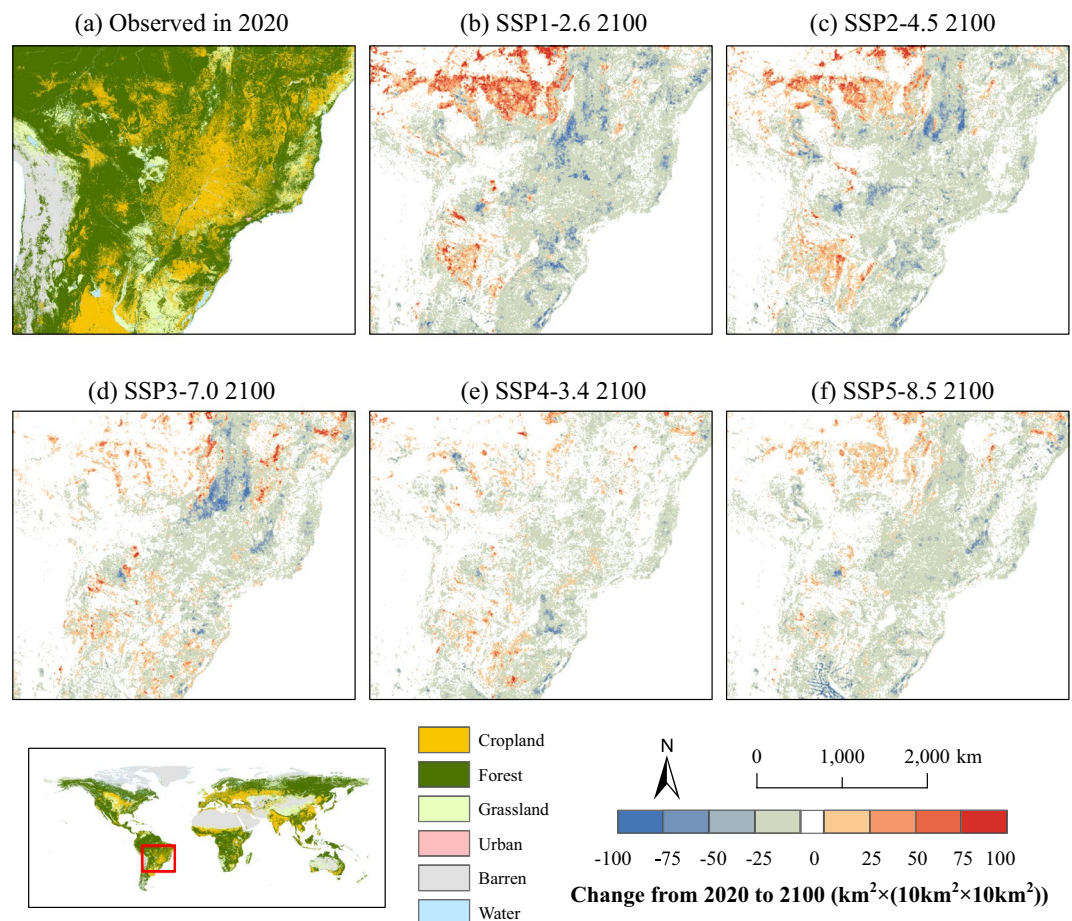 (a) Observed in 2020
(b) SSP1-2.6 2100
(c) SSP2-4.5 2100
(d) SSP3-7.0 2100
(e) SSP4-3.4 2100
(f) SSP5-8.5 2100
Cropland
Forest
Grassland
Urban
Barren
Water
N
0 1,000 2,000 km
-100 -75 -50 -25 0 25 50 75 100
Change from 2020 to 2100 (km²×(10km²×10km²))